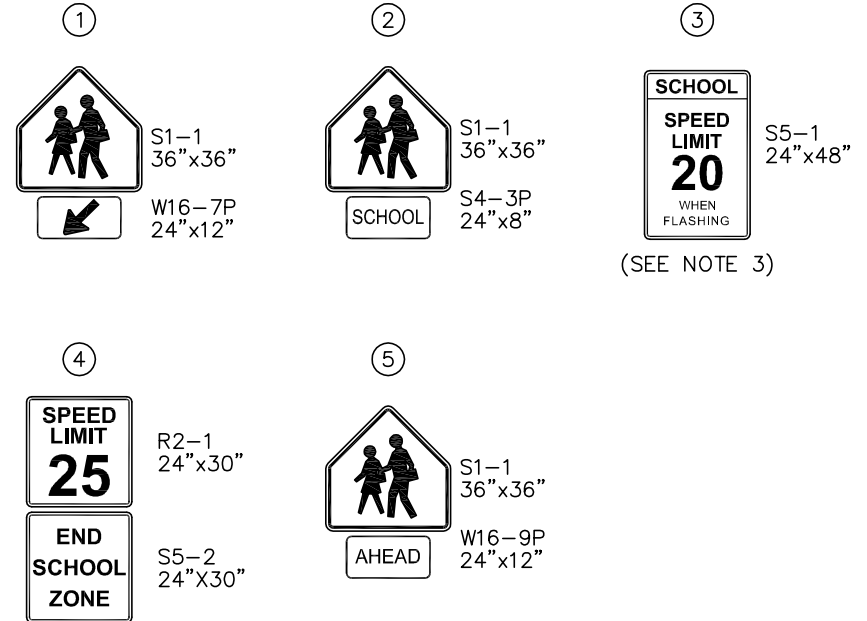 1
S1-1
36"x36"
W16-7P
24"x12"
2
S1-1
36"x36"
SCHOOL
S4-3P
24"x8"
3
SCHOOL
SPEED
LIMIT
20
WHEN
FLASHING
S5-1
24"x48"
(SEE NOTE 3)
4
SPEED
LIMIT
25
R2-1
24"x30"
END
SCHOOL
ZONE
S5-2
24"X30"
5
S1-1
36"x36"
AHEAD
W16-9P
24"x12"